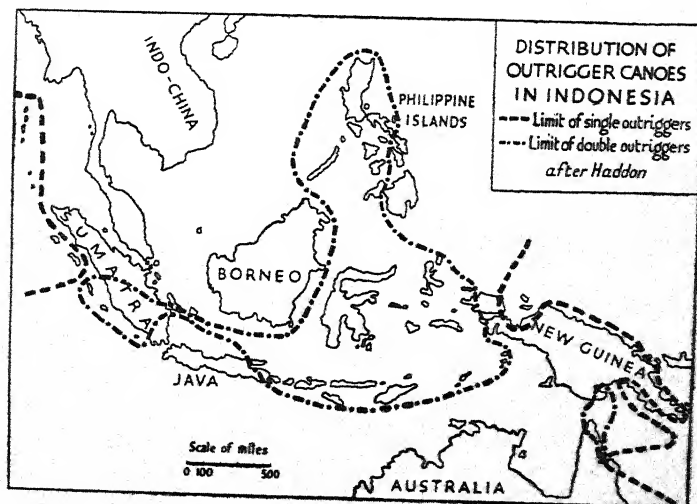 INDO-CHINA
PHILIPPINE
ISLANDS
DISTRIBUTION OF
OUTRIGGER CANOES
IN INDONESIA
Limit of single outriggers
Limit of double outriggers
after Haddon
SUMATRA
BORNEO
NEW GUINEA
JAVA
Scale of miles
0 100 500
AUSTRALIA